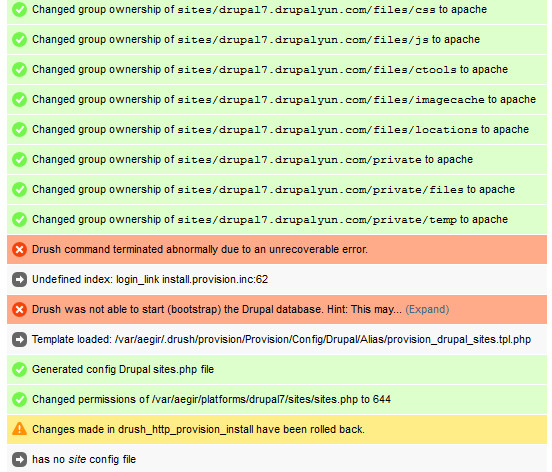 Changed group ownership of sites/drupal7.drupalyun.com/files/css to apache
Changed group ownership of sites/drupal7.drupalyun.com/files/js to apache
Changed group ownership of sites/drupal7.drupalyun.com/files/ctools to apache
Changed group ownership of sites/drupal7.drupalyun.com/files/imagecache to apache
Changed group ownership of sites/drupal7.drupalyun.com/files/locations to apache
Changed group ownership of sites/drupal7.drupalyun.com/private to apache
Changed group ownership of sites/drupal7.drupalyun.com/private/files to apache
Changed group ownership of sites/drupal7.drupalyun.com/private/temp to apache
Drush command terminated abnormally due to an unrecoverable error.
Undefined index: login_link install.provision.inc:62
Drush was not able to start (bootstrap) the Drupal database. Hint: This may... (Expand)
Template loaded: /var/aegir/.drush/provision/Provision/Config/Drupal/Alias/provision_drupal_sites.tpl.php
Generated config Drupal sites.php file
Changed permissions of /var/aegir/platforms/drupal7/sites/sites.php to 644
Changes made in drush_http_provision_install have been rolled back.
has no site config file